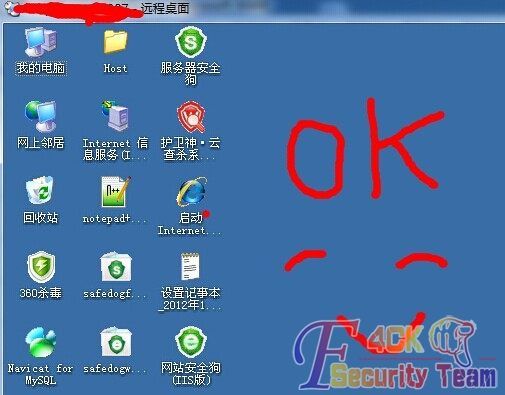 远程桌面
我的电脑
Host
服务器安全狗
网上邻居
Internet 信息服务(I...
护卫神·云查杀系...
回收站
notepad+...
启动 Internet...
360杀毒
safedogf...
设置记事本_2012年1...
Navicat for MySQL
safedogw...
网站安全狗(IIS版)
OK
F4CK
Security Team